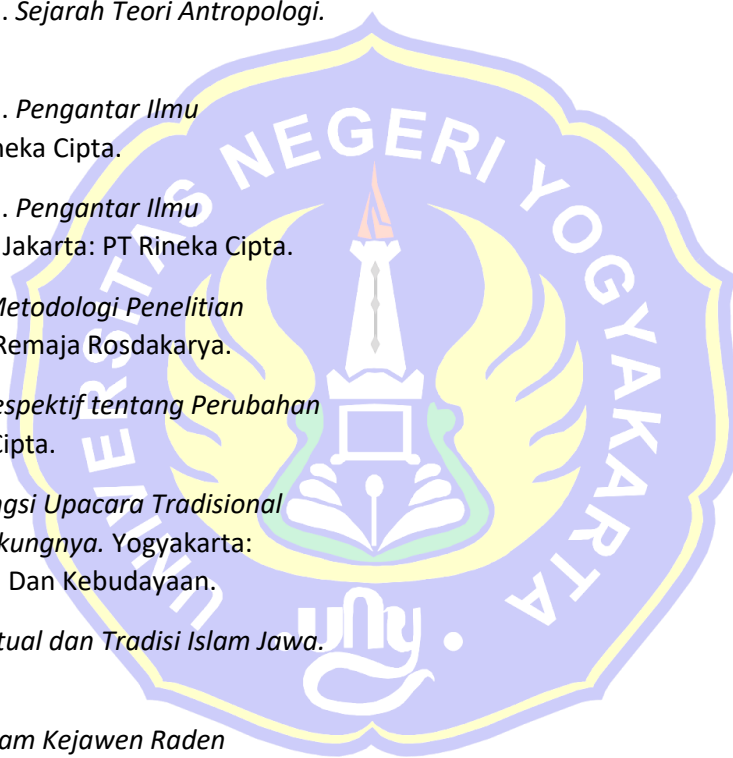 . Sejarah Teori Antropologi.
. Pengantar Ilmu
neka Cipta.
. Pengantar Ilmu
Jakarta: PT Rineka Cipta.
Metodologi Penelitian
Remaja Rosdakarya.
espektif tentang Perubahan
Cipta.
ngsi Upacara Tradisional
kungnya. Yogyakarta:
Dan Kebudayaan.
tual dan Tradisi Islam Jawa.
am Kejawen Raden
UNIVERSITAS NEGERI YOGYAKARTA
uny